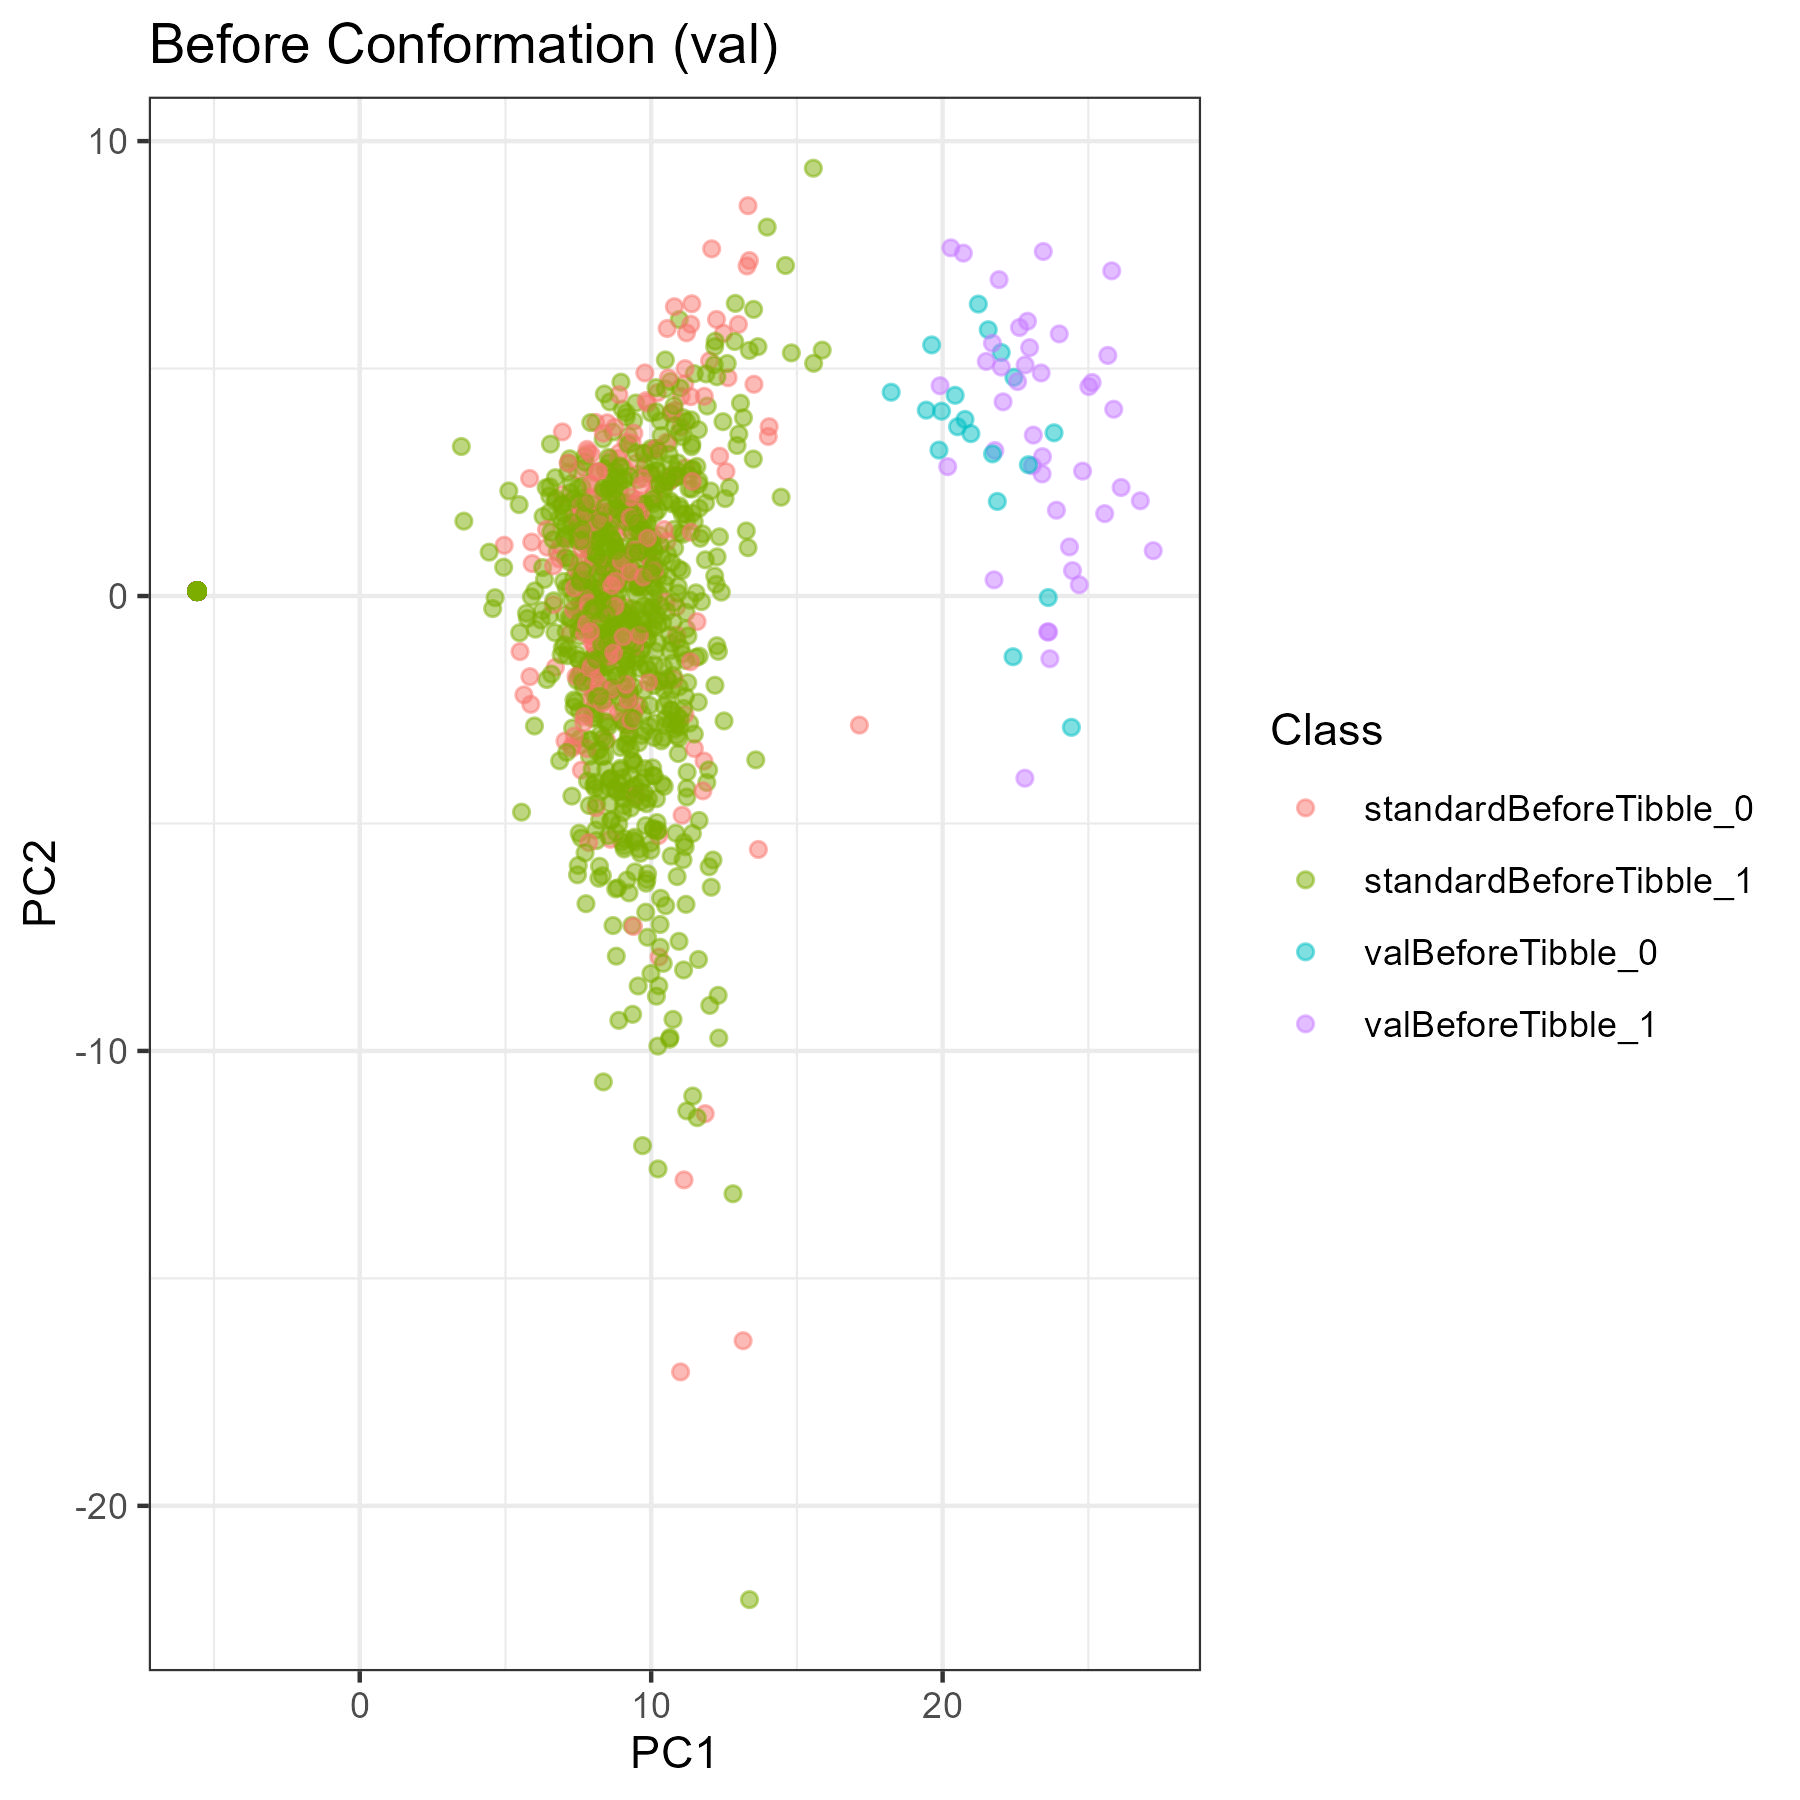 Before Conformation (val)
10
0
-10
-20
PC2
0 10 20
PC1
Class
standardBeforeTibble_0
standardBeforeTibble_1
valBeforeTibble_0
valBeforeTibble_1